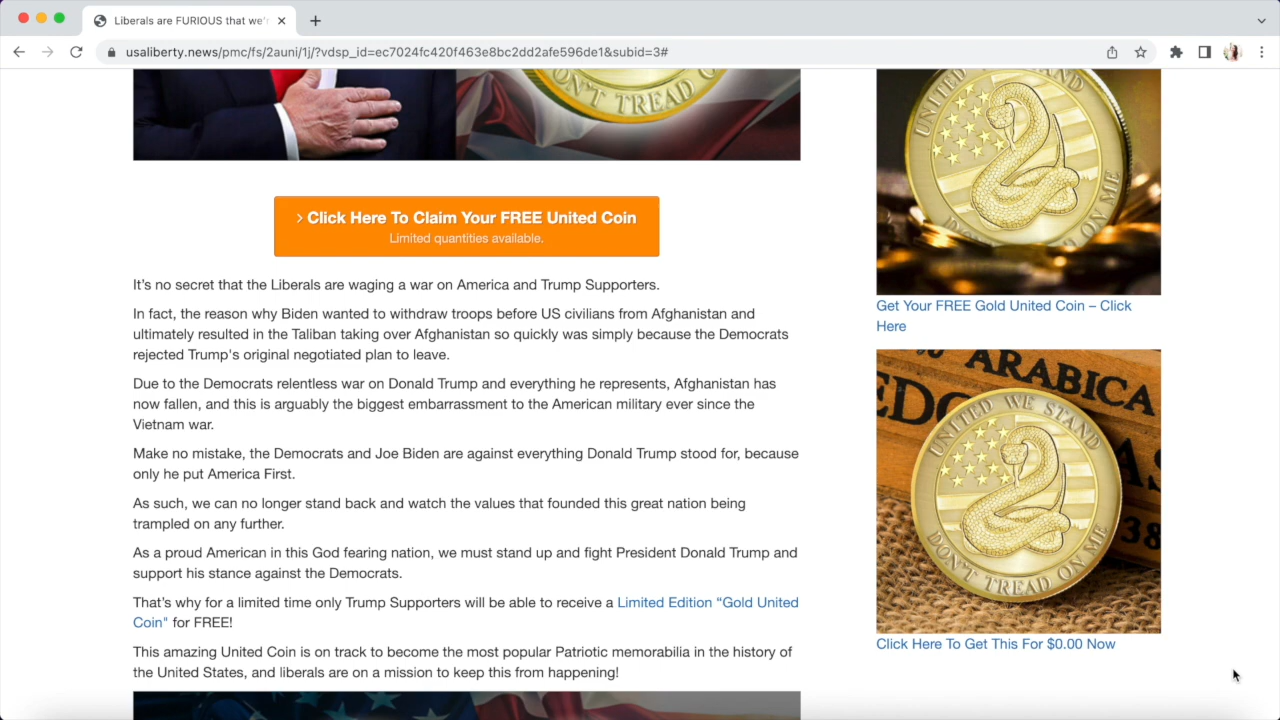 Liberals are FURIOUS that we'r
usaliberty.news/pmc/fs/2auni/1j/?vdsp_id=ec7024fc420f463e8bc2dd2afe596de1&subid=3#
DON'T TREAD
> Click Here To Claim Your FREE United Coin
Limited quantities available.
It's no secret that the Liberals are waging a war on America and Trump Supporters.
In fact, the reason why Biden wanted to withdraw troops before US civilians from Afghanistan and
ultimately resulted in the Taliban taking over Afghanistan so quickly was simply because the Democrats
rejected Trump's original negotiated plan to leave.
Due to the Democrats relentless war on Donald Trump and everything he represents, Afghanistan has
now fallen, and this is arguably the biggest embarrassment to the American military ever since the
Vietnam war.
Make no mistake, the Democrats and Joe Biden are against everything Donald Trump stood for, because
only he put America First.
As such, we can no longer stand back and watch the values that founded this great nation being
trampled on any further.
As a proud American in this God fearing nation, we must stand up and fight President Donald Trump and
support his stance against the Democrats.
That's why for a limited time only Trump Supporters will be able to receive a Limited Edition “Gold United
Coin" for FREE!
This amazing United Coin is on track to become the most popular Patriotic memorabilia in the history of
the United States, and liberals are on a mission to keep this from happening!
UNITED WE STAND
DON'T TREAD ON ME
Get Your FREE Gold United Coin – Click
Here
ARABICA
UNITED WE STAND
DON'T TREAD ON ME
38
Click Here To Get This For $0.00 Now